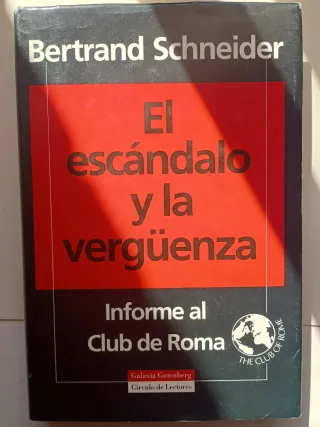 Bertrand Schneider
El
escándalo
y la
vergüenza
Informe al
Club de Roma
THE CLUB OF ROME
Galaxia Gutenberg
Círculo de Lectores